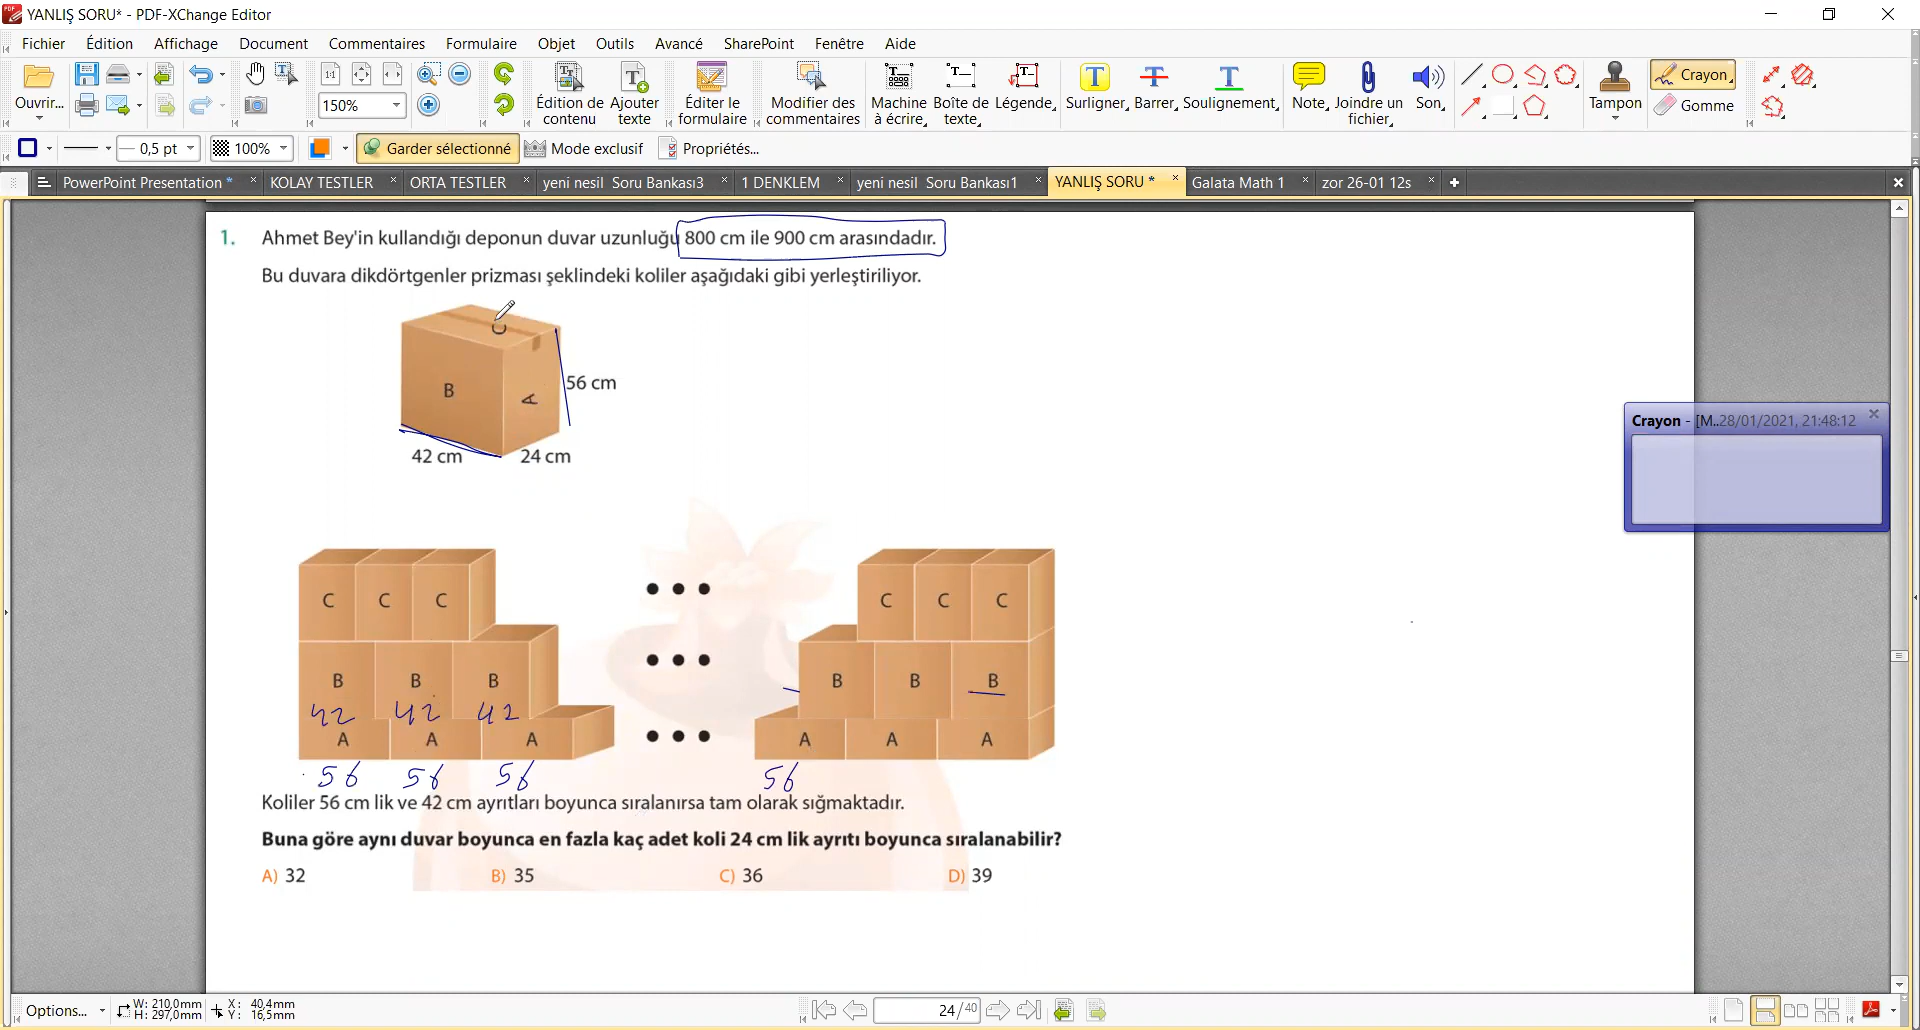 YANLIŞ SORU* - PDF-XChange Editor
Fichier Édition Affichage Document Commentaires Formulaire Objet Outils Avancé SharePoint Fenêtre Aide
Ouvrir...
150%
Édition de contenu
Ajouter texte
Éditer le formulaire
Modifier des commentaires
Machine à écrire
Boîte de texte
Légende
Surligner
Barrer
Soulignement
Note
Joindre un fichier
Son
Tampon
Crayon
Gomme
0,5 pt
100%
Garder sélectionné
Mode exclusif
Propriétés...
PowerPoint Presentation *
KOLAY TESTLER
ORTA TESTLER
yeni nesil Soru Bankası3
1 DENKLEM
yeni nesil Soru Bankası1
YANLIŞ SORU *
Galata Math 1
zor 26-01 12s
1. Ahmet Bey'in kullandığı deponun duvar uzunluğu 800 cm ile 900 cm arasındadır.
Bu duvara dikdörtgenler prizması şeklindeki koliler aşağıdaki gibi yerleştiriliyor.
C
B
A
56 cm
42 cm 24 cm
Crayon - [M..28/01/2021, 21:48:12
C C C C C C
B B B B B B
42 42 42
A A A A A A
56 56 56 56
Koliler 56 cm lik ve 42 cm ayrıtları boyunca sıralanırsa tam olarak sığmaktadır.
Buna göre aynı duvar boyunca en fazla kaç adet koli 24 cm lik ayrıtı boyunca sıralanabilir?
A) 32 B) 35 C) 36 D) 39
Options...
W: 210,0mm
H: 297,0mm
X: 40,4mm
Y: 16,5mm
24/40